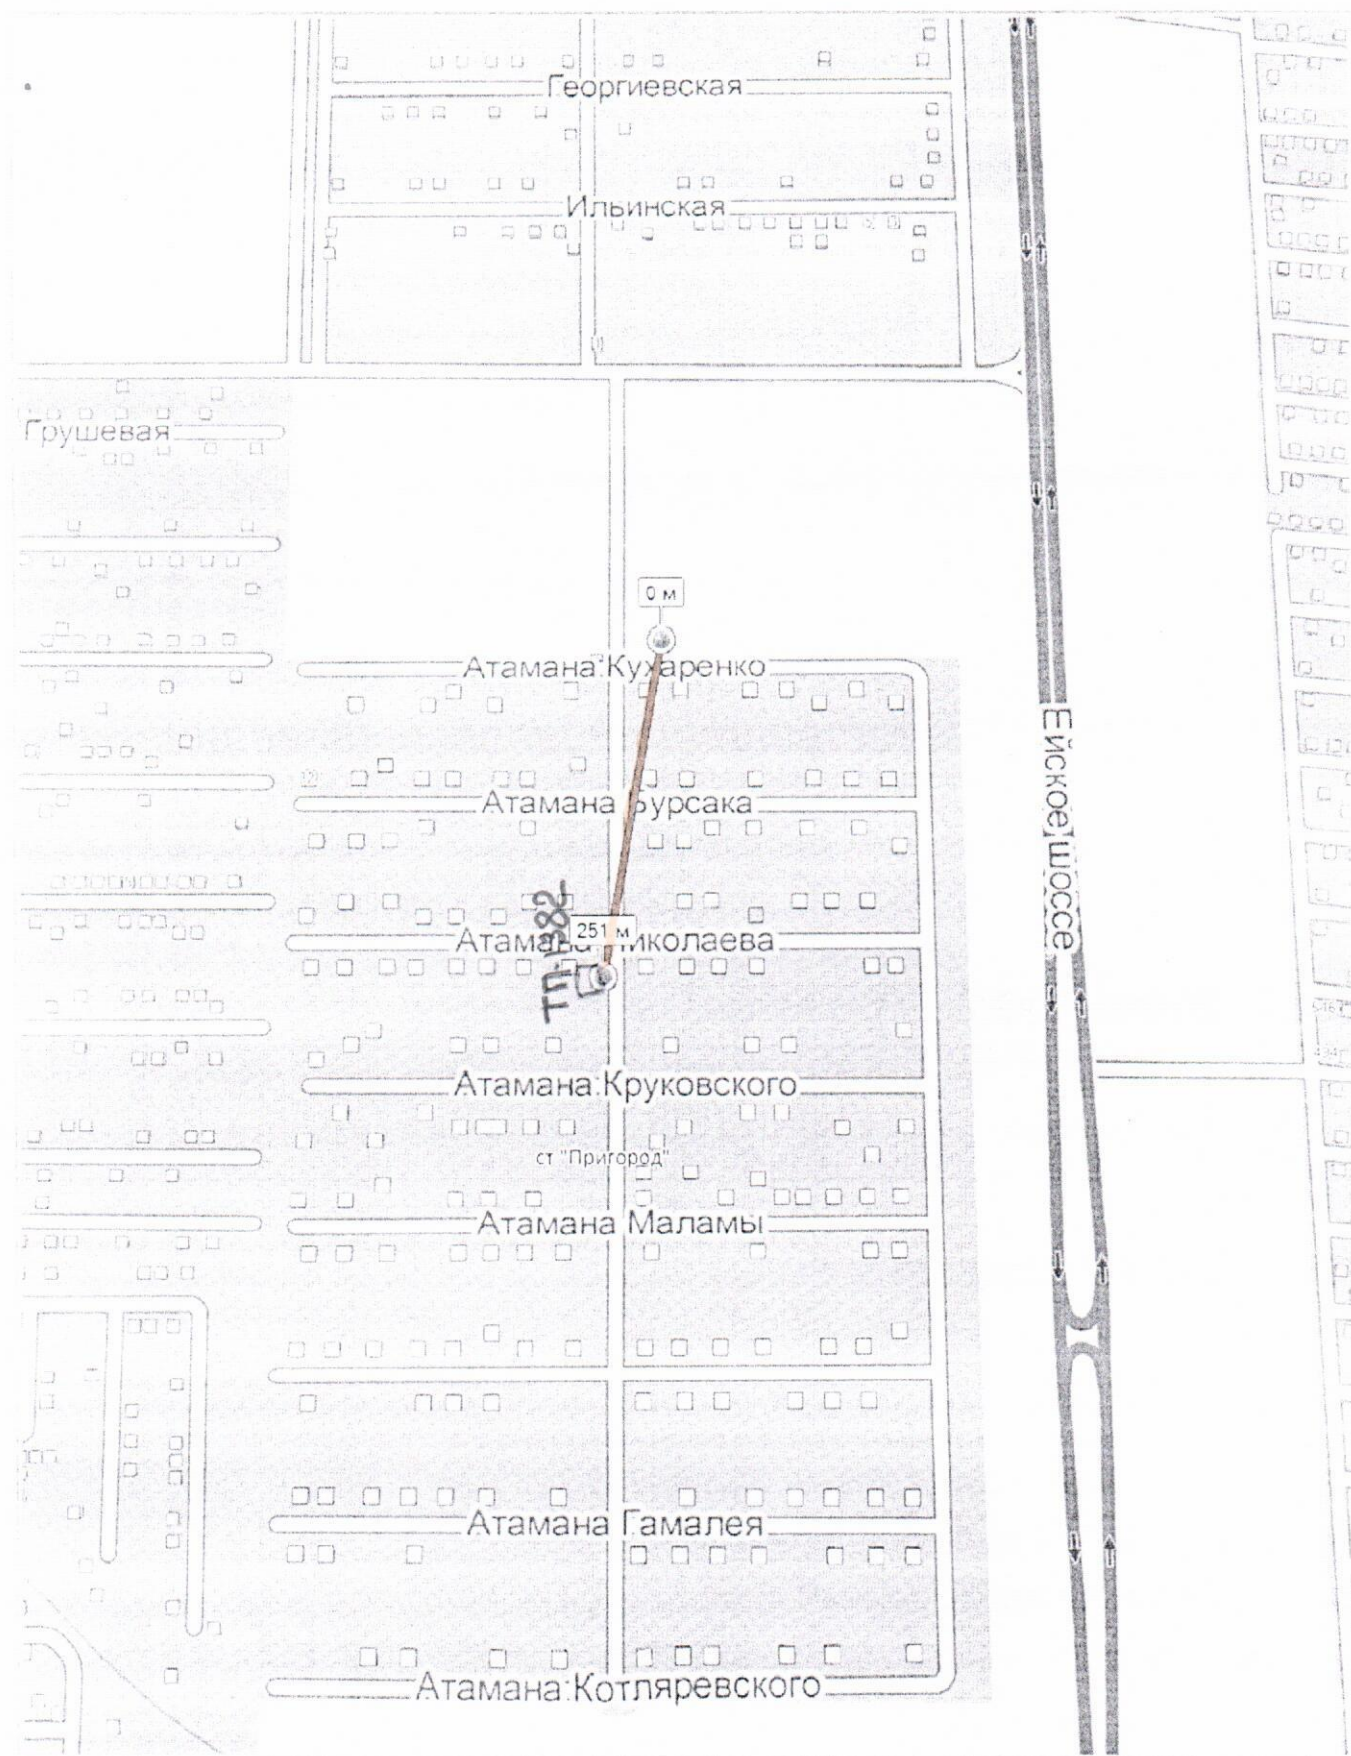 Георгиевская
Ильинская
Грушевая
0 м
Атамана Кухаренко
Атамана Бурсака
Ейское шоссе
ТП-1382
251 м
Атамана Николаева
Атамана Круковского
ст "Пригород"
Атамана Маламы
Атамана Гамалея
Атамана Котляревского